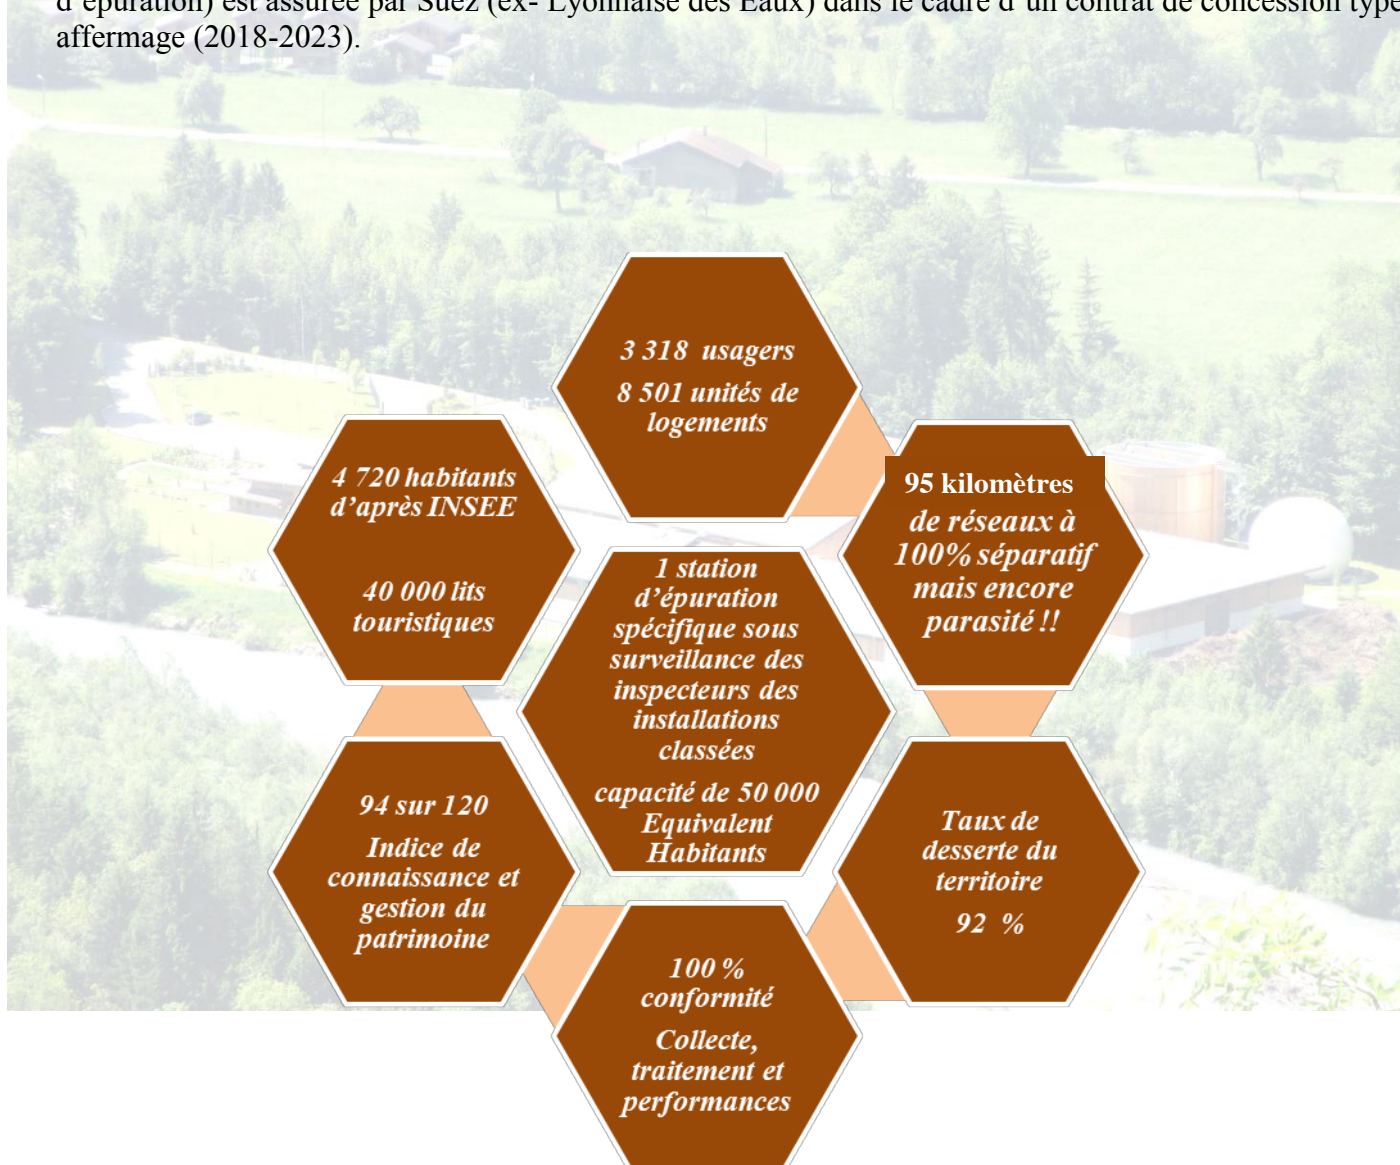 d'épuration) est assurée par Suez (ex- Lyonnaise des Eaux) dans le cadre d'un contrat de concession type
affermage (2018-2023).
3 318 usagers
8 501 unités de
logements
4 720 habitants
d'après INSEE
40 000 lits
touristiques
95 kilomètres
de réseaux à
100% séparatif
mais encore
parasité !!
1 station
d'épuration
spécifique sous
surveillance des
inspecteurs des
installations
classées
capacité de 50 000
Equivalent
Habitants
94 sur 120
Indice de
connaissance et
gestion du
patrimoine
Taux de
desserte du
territoire
92 %
100 %
conformité
Collecte,
traitement et
performances